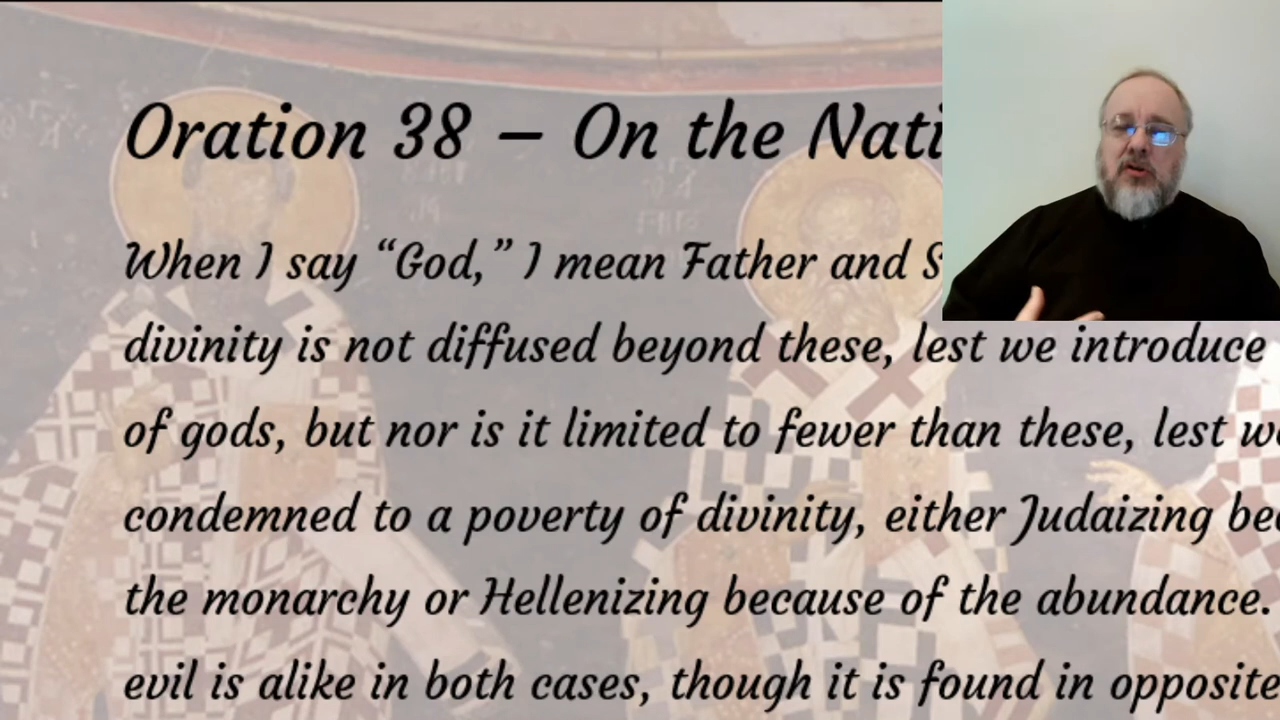 Oration 38 – On the Nati
When I say “God,” I mean Father and S
divinity is not diffused beyond these, lest we introduce
of gods, but nor is it limited to fewer than these, lest we
condemned to a poverty of divinity, either Judaizing bec
the monarchy or Hellenizing because of the abundance.
evil is alike in both cases, though it is found in opposite